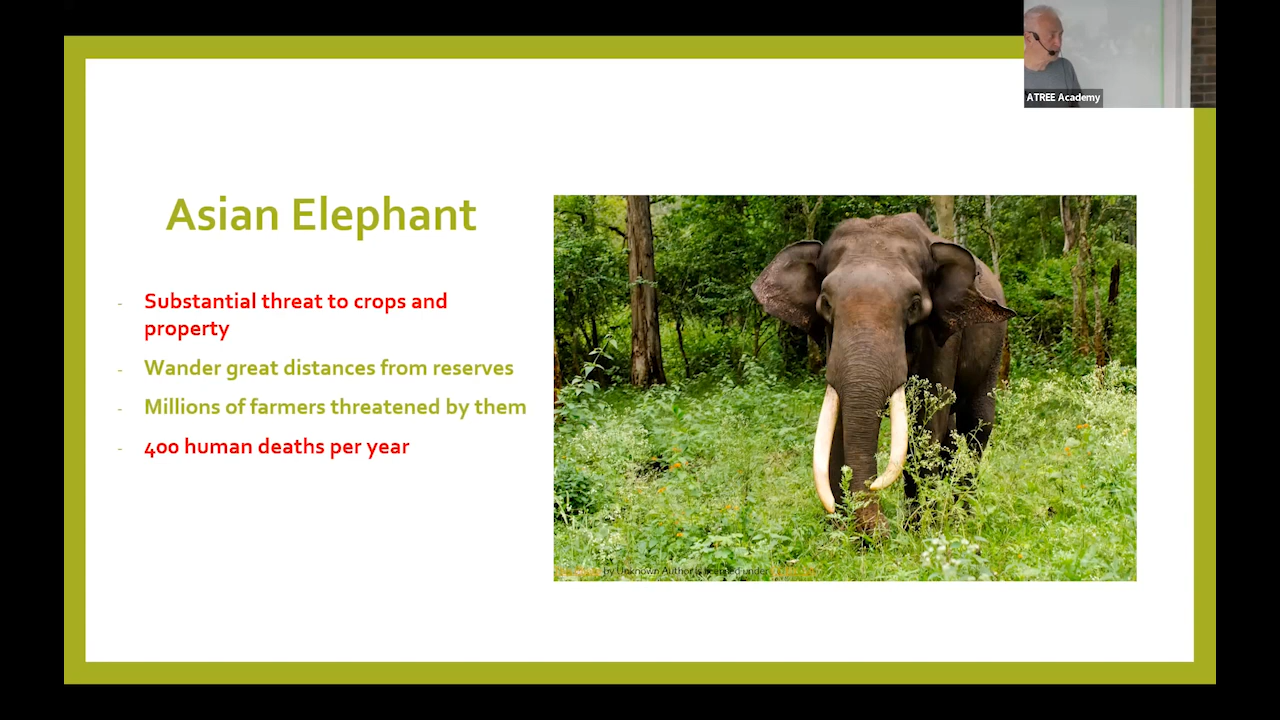 ATREE Academy
Asian Elephant
- Substantial threat to crops and
property
- Wander great distances from reserves
- Millions of farmers threatened by them
- 400 human deaths per year
by Unknown Author is licensed under